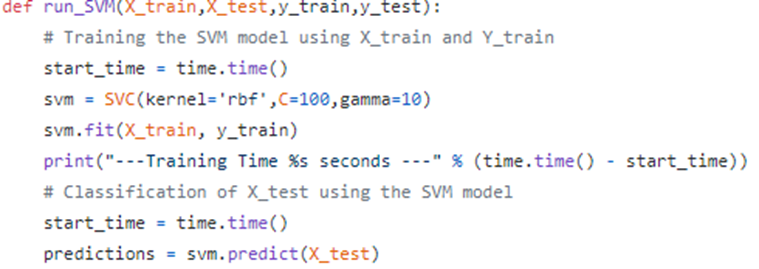 def run_SVM(X_train,X_test,y_train,y_test):
# Training the SVM model using X_train and Y_train
start_time = time.time()
svm = SVC(kernel='rbf',C=100,gamma=10)
svm.fit(X_train, y_train)
print("---Training Time %s seconds ---" % (time.time() - start_time))
# Classification of X_test using the SVM model
start_time = time.time()
predictions = svm.predict(X_test)